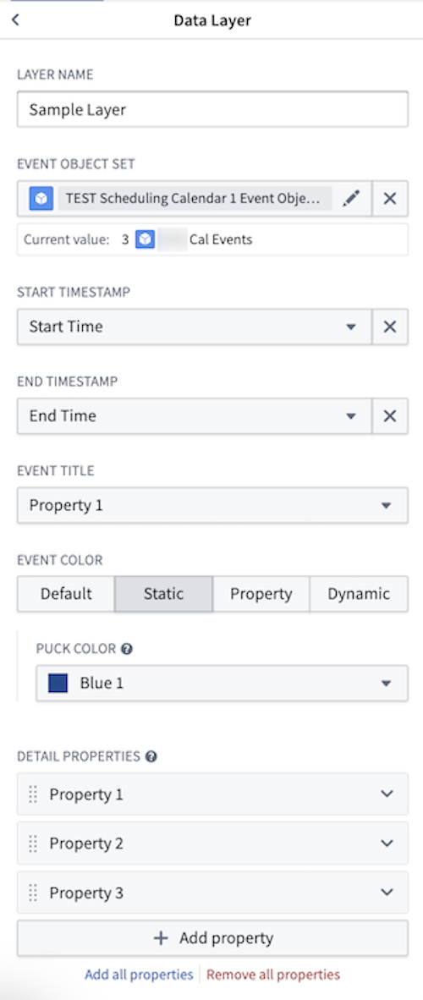 Data Layer
LAYER NAME
Sample Layer
EVENT OBJECT SET
TEST Scheduling Calendar 1 Event Obje...
Current value: 3 Cal Events
START TIMESTAMP
Start Time
END TIMESTAMP
End Time
EVENT TITLE
Property 1
EVENT COLOR
Default Static Property Dynamic
PUCK COLOR
Blue 1
DETAIL PROPERTIES
Property 1
Property 2
Property 3
+ Add property
Add all properties Remove all properties